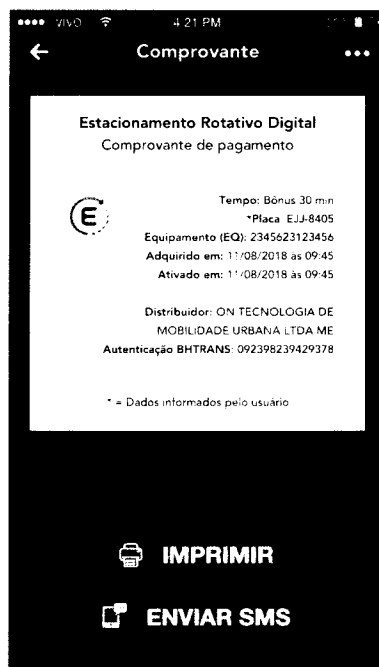 VIVO 4:21 PM
Comprovante
Estacionamento Rotativo Digital
Comprovante de pagamento
E
Tempo: Bônus 30 min
*Placa EJJ-8405
Equipamento (EQ): 2345623123456
Adquirido em: 11/08/2018 às 09:45
Ativado em: 11/08/2018 às 09:45
Distribuidor: ON TECNOLOGIA DE
MOBILIDADE URBANA LTDA ME
Autenticação BHTRANS: 092398239429378
* = Dados informados pelo usuário
IMPRIMIR
ENVIAR SMS